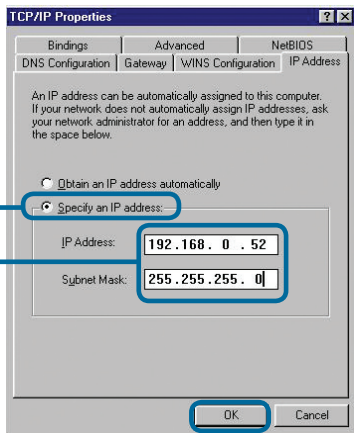 TCP/IP Properties
Bindings Advanced NetBIOS
DNS Configuration Gateway WINS Configuration IP Address
An IP address can be automatically assigned to this computer.
If your network does not automatically assign IP addresses, ask
your network administrator for an address, and then type it in
the space below.
Obtain an IP address automatically
Specify an IP address:
IP Address: 192.168. 0 .52
Subnet Mask: 255.255.255. 0
OK Cancel